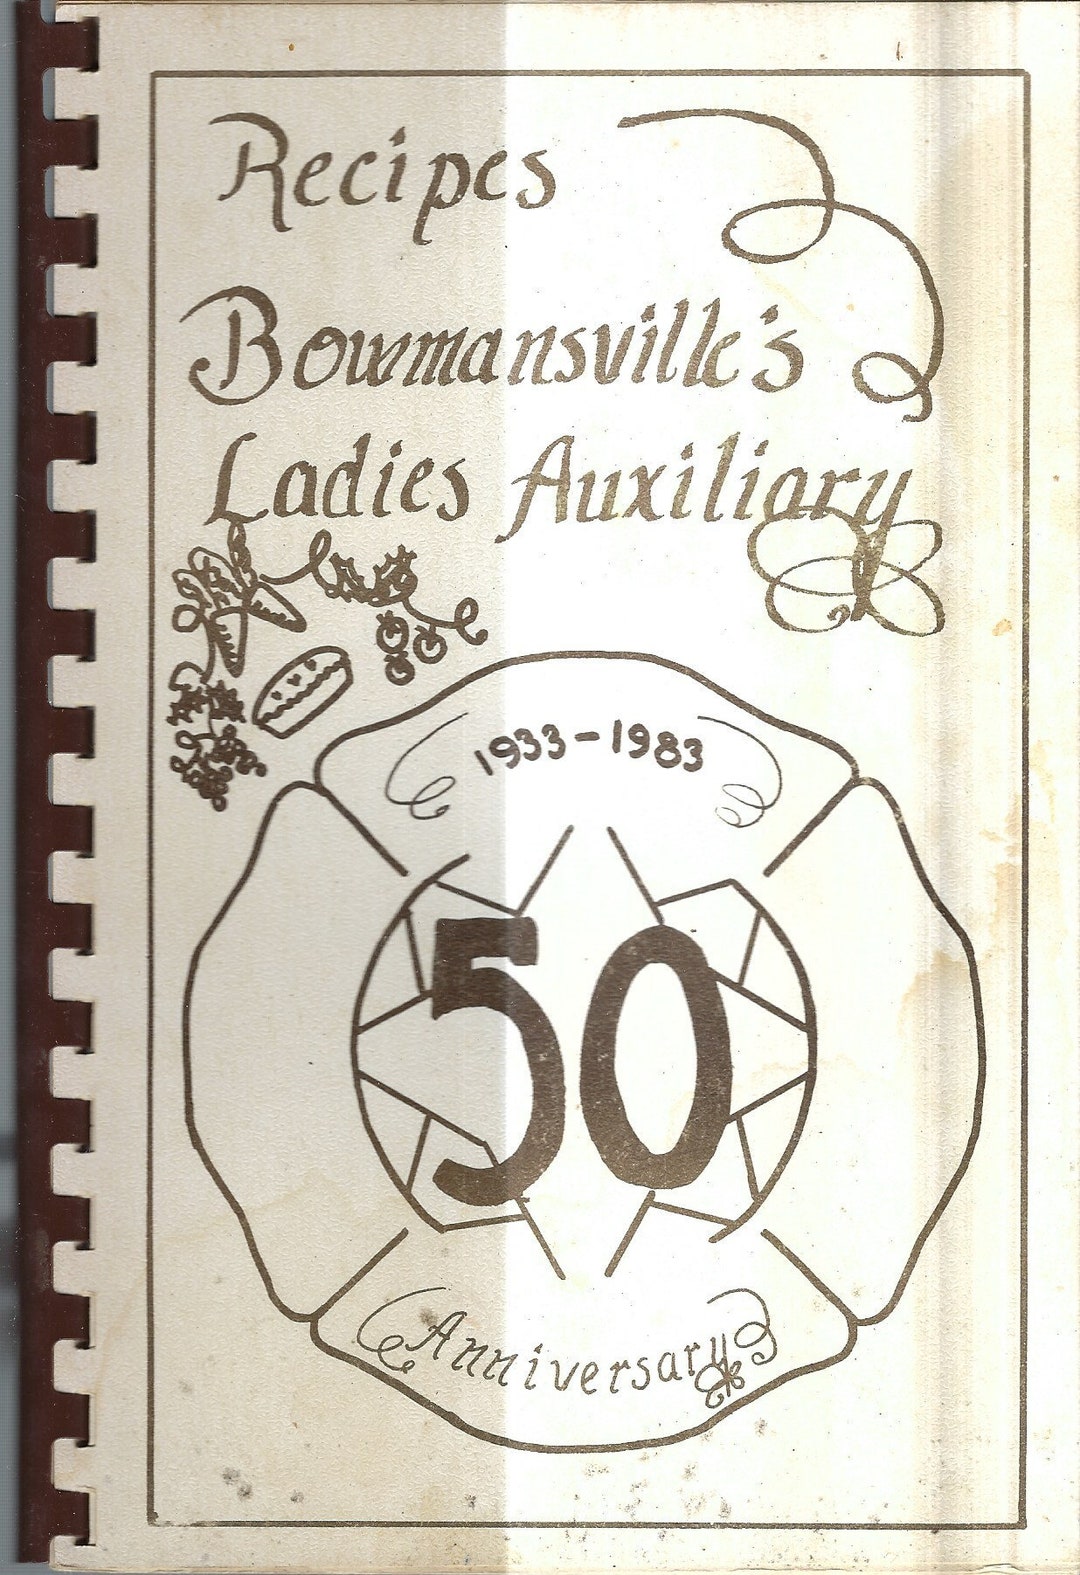 Recipes
Bowmansville's
Ladies Auxiliary
1933-1983
50
Anniversary